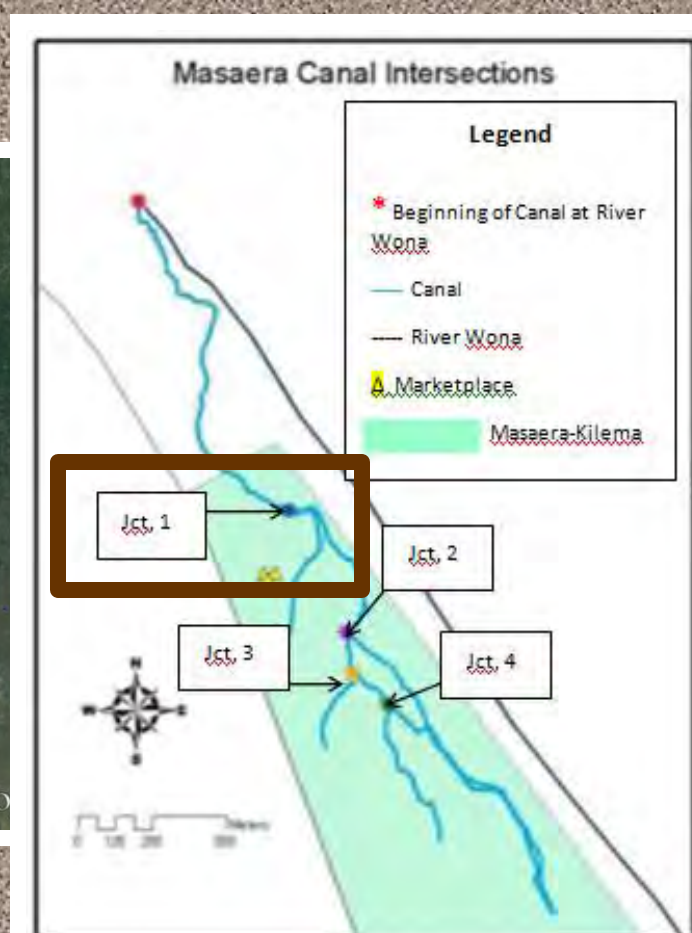 Masaera Canal Intersections
Legend
* Beginning of Canal at River
Wona
Canal
River Wona
Δ Marketplace
Masaera-Kilema
Jct, 1
Jct, 2
Jct, 3
Jct, 4
N
W E
S
Meters
0